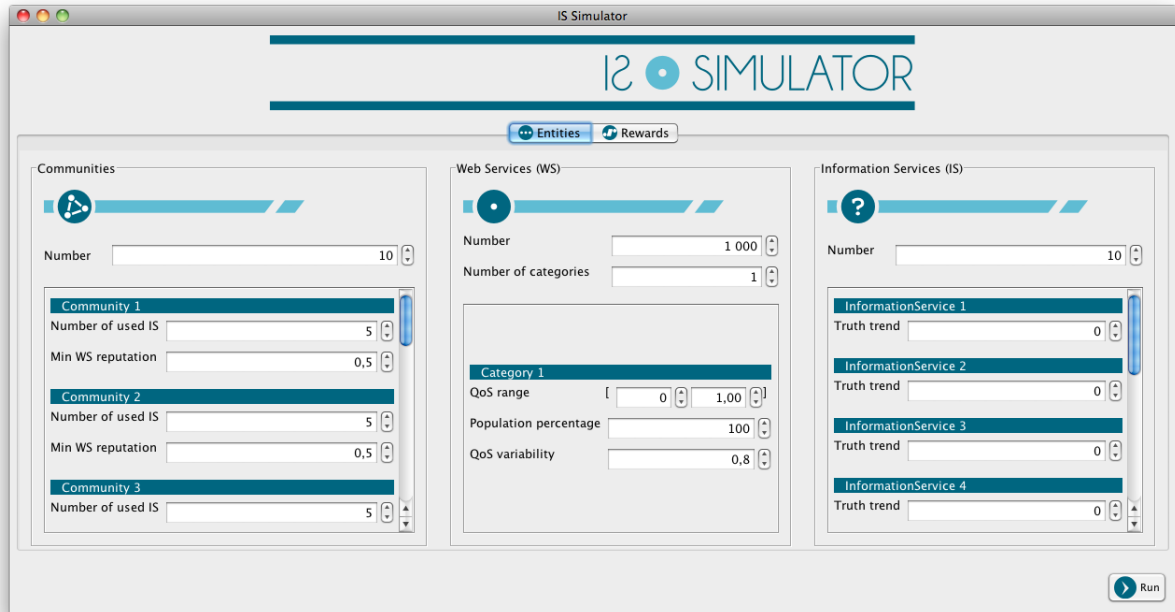 IS Simulator
IS SIMULATOR
Entities Rewards
Communities
Number 10
Community 1
Number of used IS 5
Min WS reputation 0,5
Community 2
Number of used IS 5
Min WS reputation 0,5
Community 3
Number of used IS 5
Web Services (WS)
Number 1 000
Number of categories 1
Category 1
QoS range [ 0 1,00 ]
Population percentage 100
QoS variability 0,8
Information Services (IS)
?
Number 10
InformationService 1
Truth trend 0
InformationService 2
Truth trend 0
InformationService 3
Truth trend 0
InformationService 4
Truth trend 0
Run